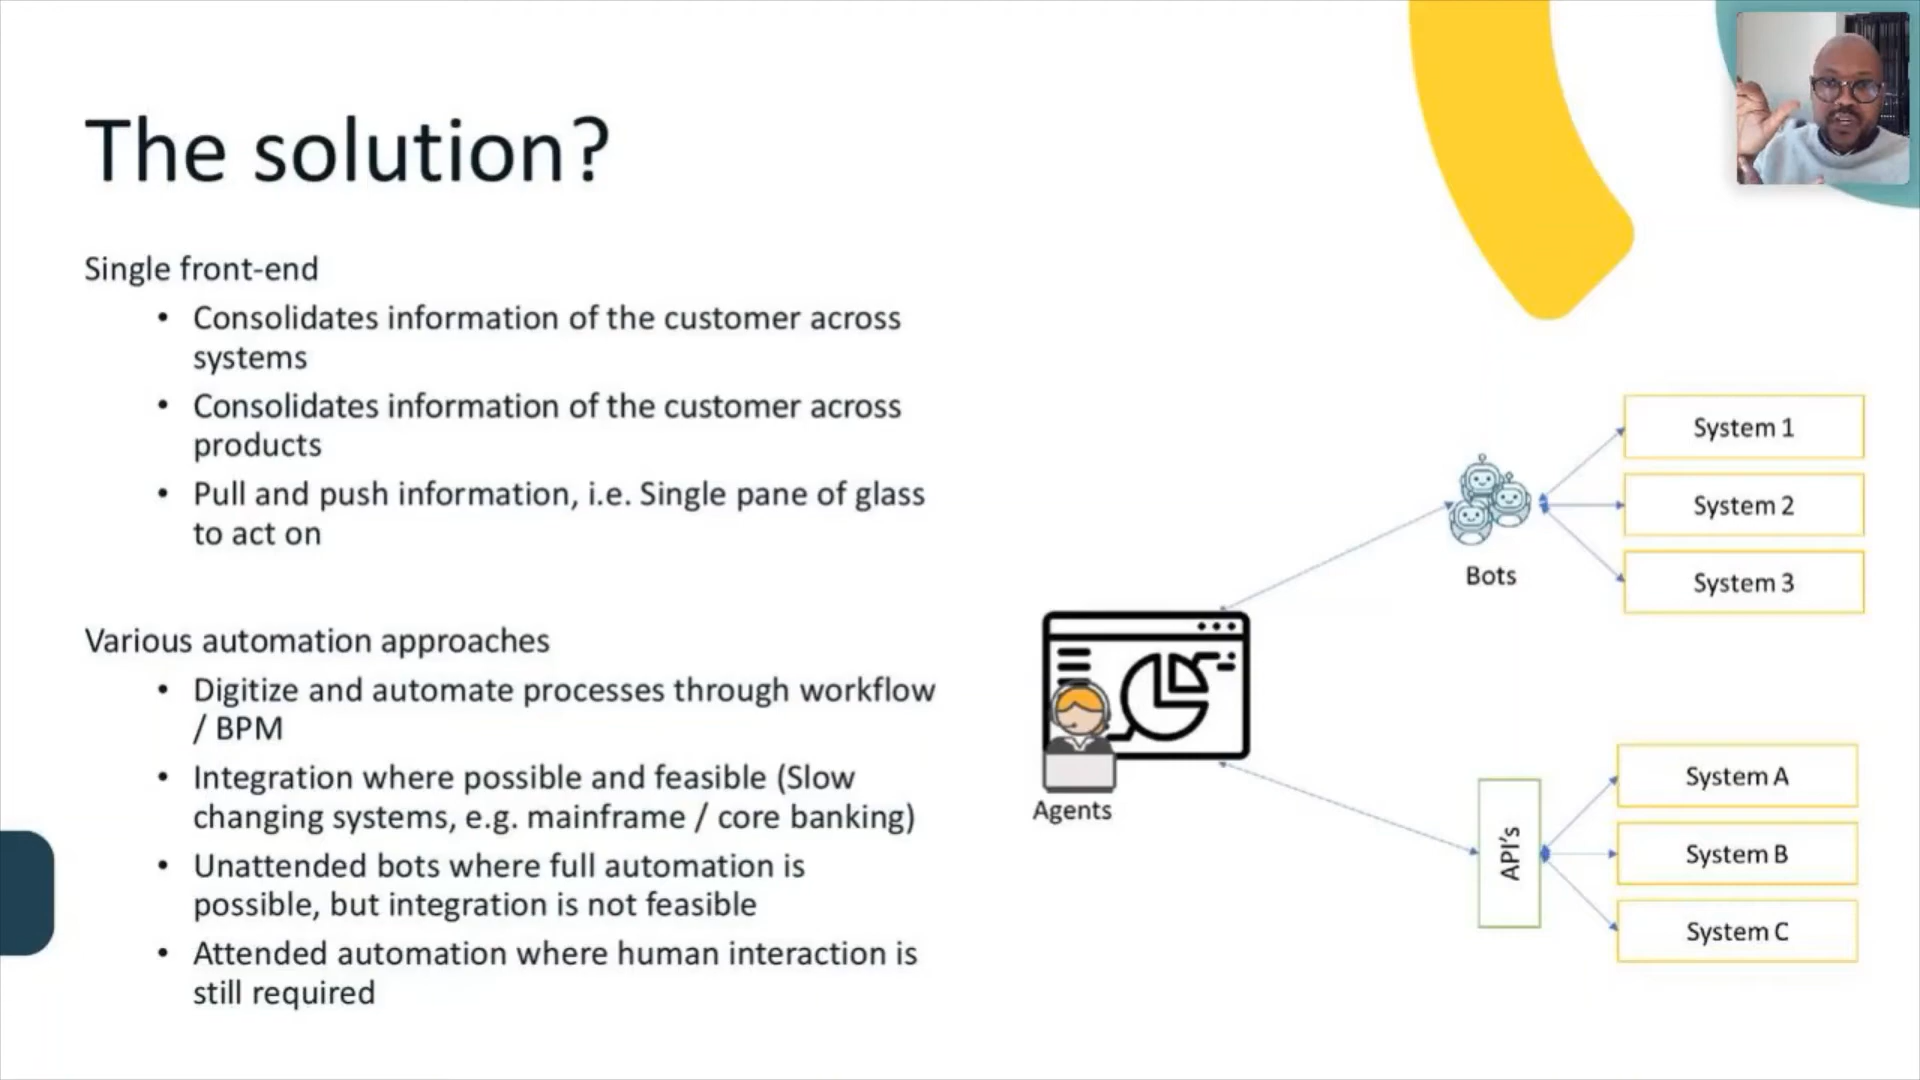 The solution?
Single front-end
• Consolidates information of the customer across
systems
• Consolidates information of the customer across
products
• Pull and push information, i.e. Single pane of glass
to act on
Various automation approaches
• Digitize and automate processes through workflow
/ BPM
• Integration where possible and feasible (Slow
changing systems, e.g. mainframe / core banking)
• Unattended bots where full automation is
possible, but integration is not feasible
• Attended automation where human interaction is
still required
Agents
Bots
System 1
System 2
System 3
API's
System A
System B
System C